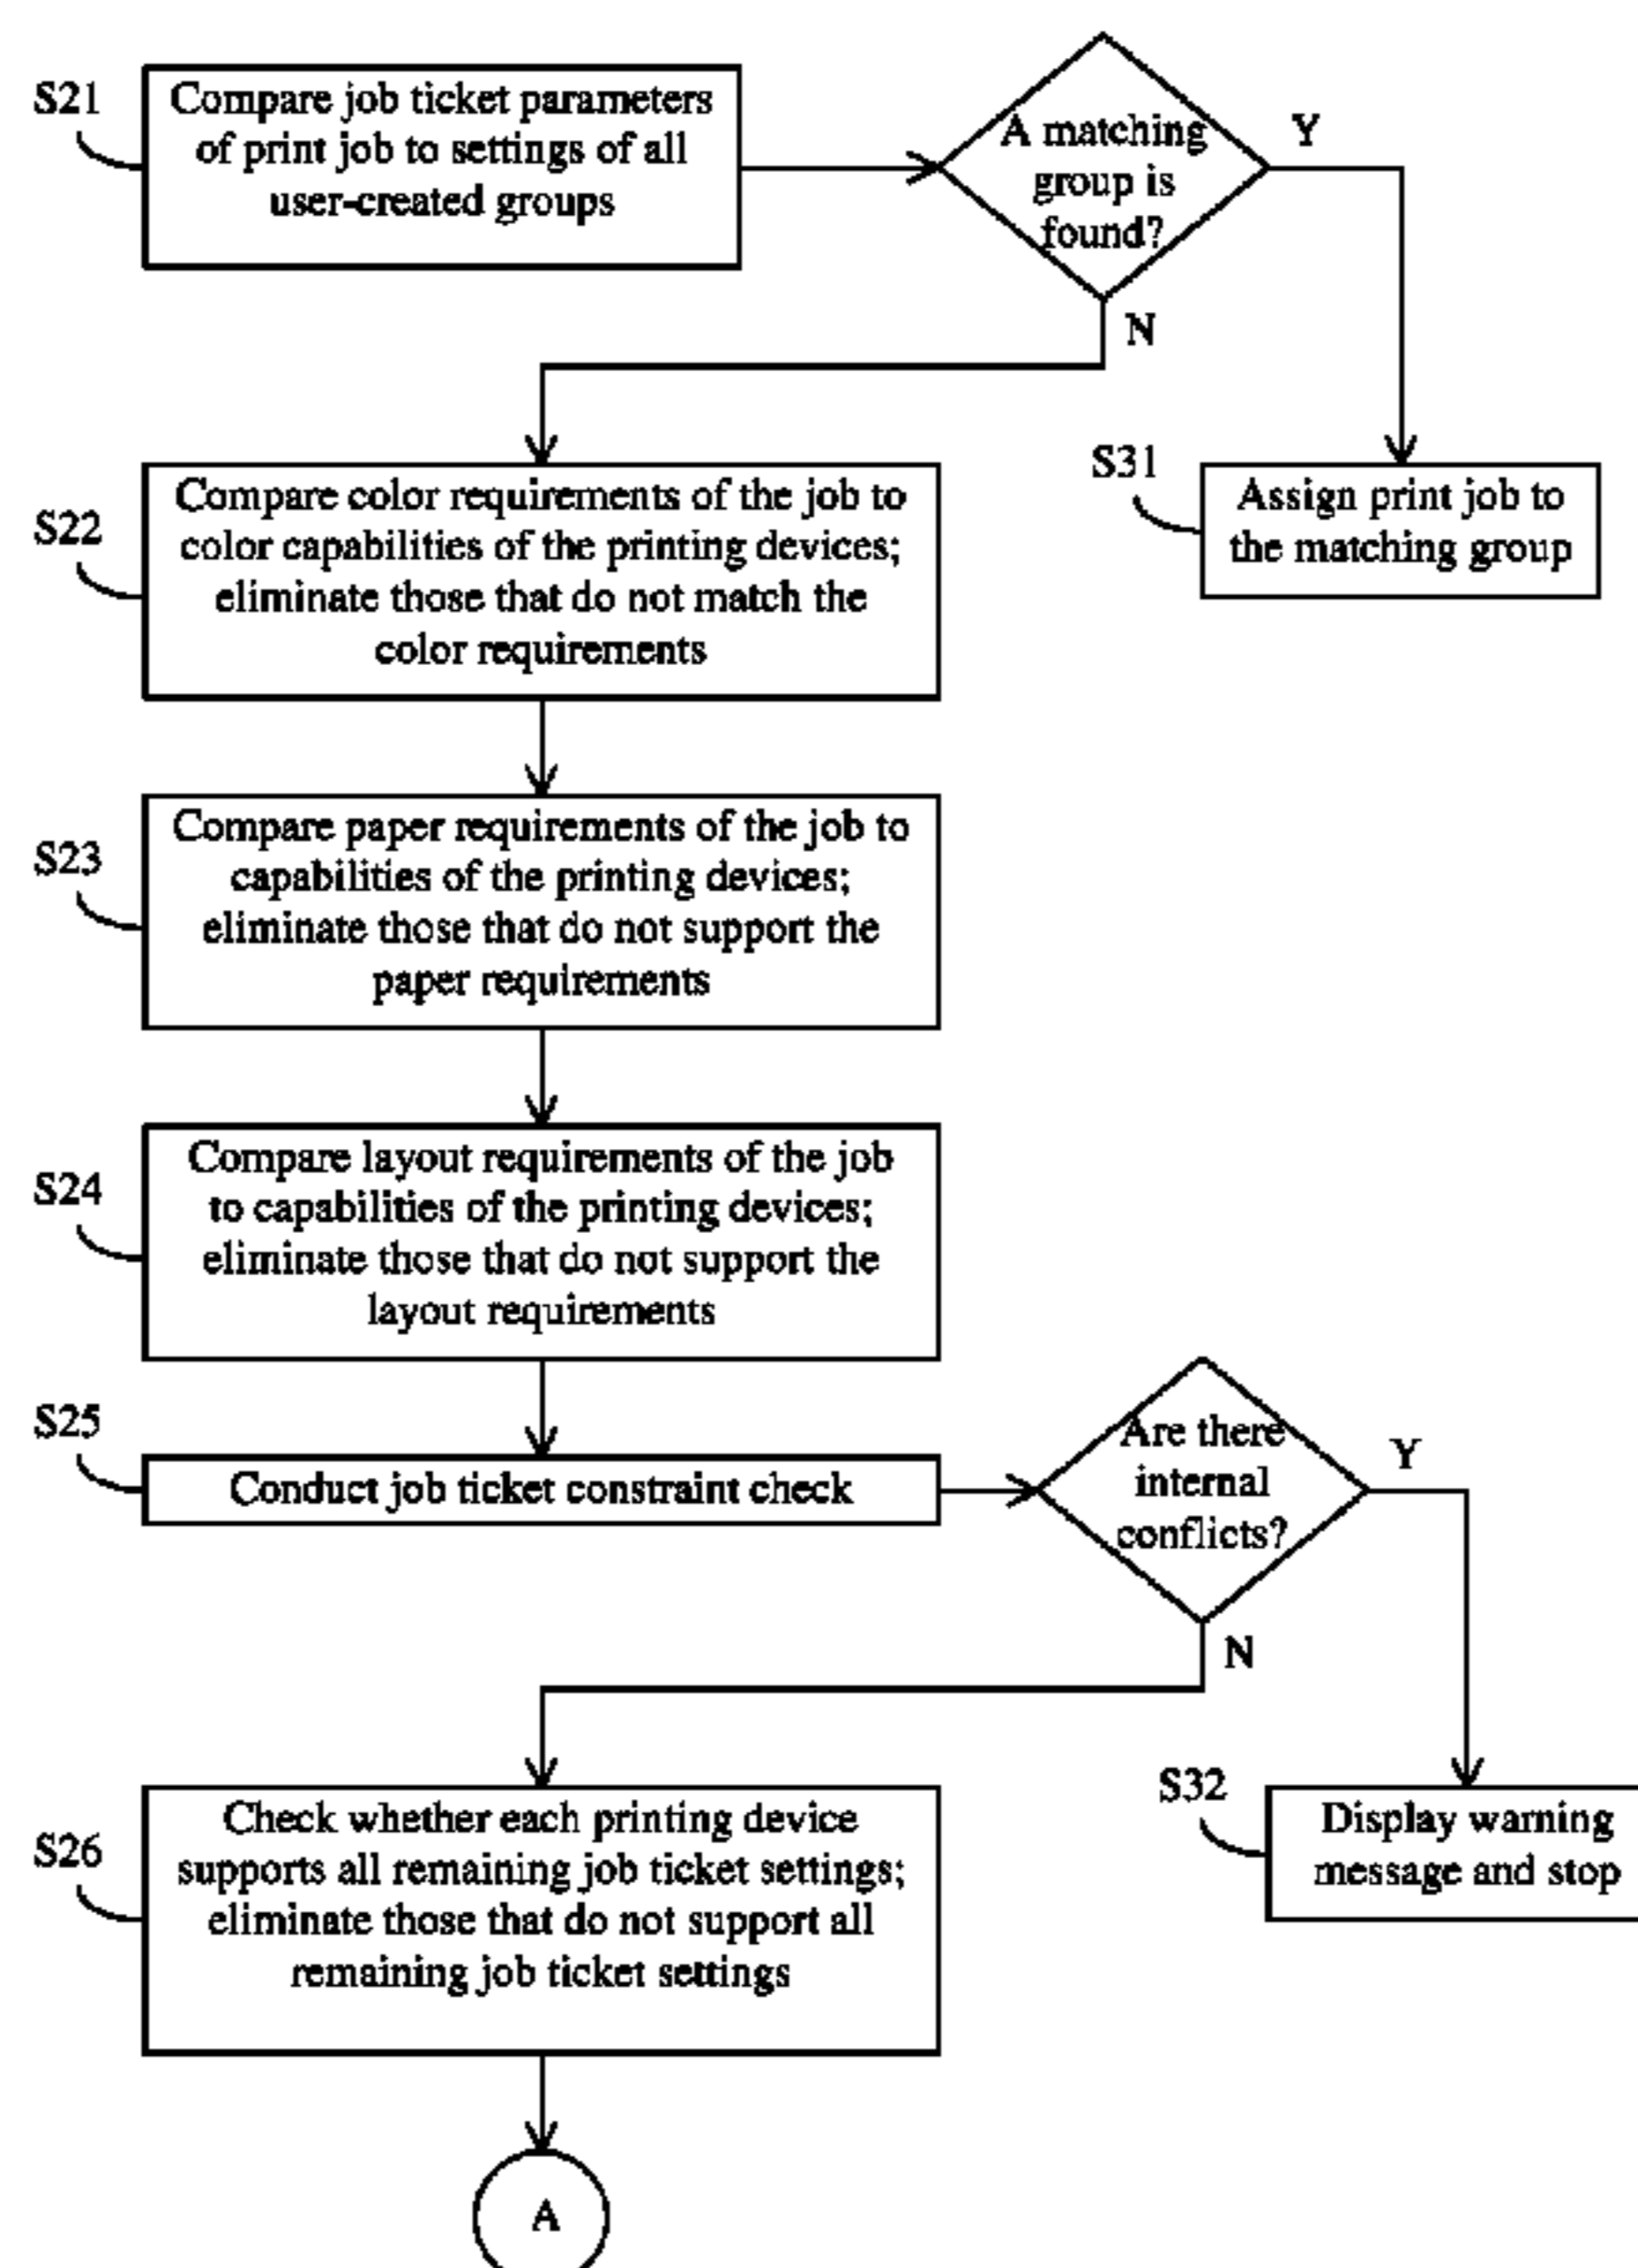 S21
Compare job ticket parameters
of print job to settings of all
user-created groups
A matching
group is
found?
Y
N
S31
Assign print job to
the matching group
S22
Compare color requirements of the job to
color capabilities of the printing devices;
eliminate those that do not match the
color requirements
S23
Compare paper requirements of the job to
capabilities of the printing devices;
eliminate those that do not support the
paper requirements
S24
Compare layout requirements of the job
to capabilities of the printing devices;
eliminate those that do not support the
layout requirements
S25
Conduct job ticket constraint check
Are there
internal
conflicts?
Y
N
S32
Display warning
message and stop
S26
Check whether each printing device
supports all remaining job ticket settings;
eliminate those that do not support all
remaining job ticket settings
A